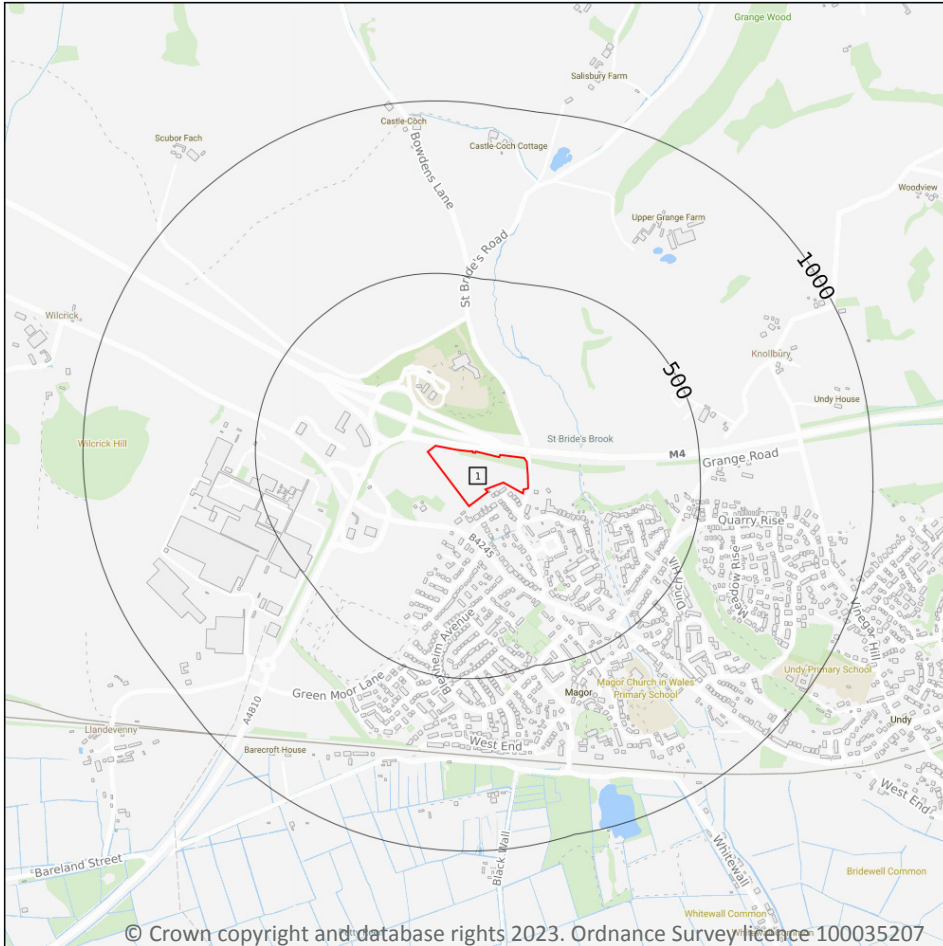 Grange Wood
Salisbury Farm
Castle-Coch
Scubor Fach
Castle-Coch Cottage
Bowdens Lane
Woodview
Upper Grange Farm
St Bride's Road
1000
Wilcrick
Knollbury
500
Undy House
Wilcrick Hill
St Bride's Brook
M4
Grange Road
1
Quarry Rise
B4245
Meadow Rise
Dinch Hill
Vinegar Hill
Blenheim Avenue
Undy Primary School
Green Moor Lane
Magor Church in Wales
Primary School
Magor
A4810
Undy
Llandevenny
West End
Barecroft House
West End
Black Wall
Whitewall
Bareland Street
Bridewell Common
Whitewall Common
© Crown copyright and database rights 2023. Ordnance Survey licence 100035207